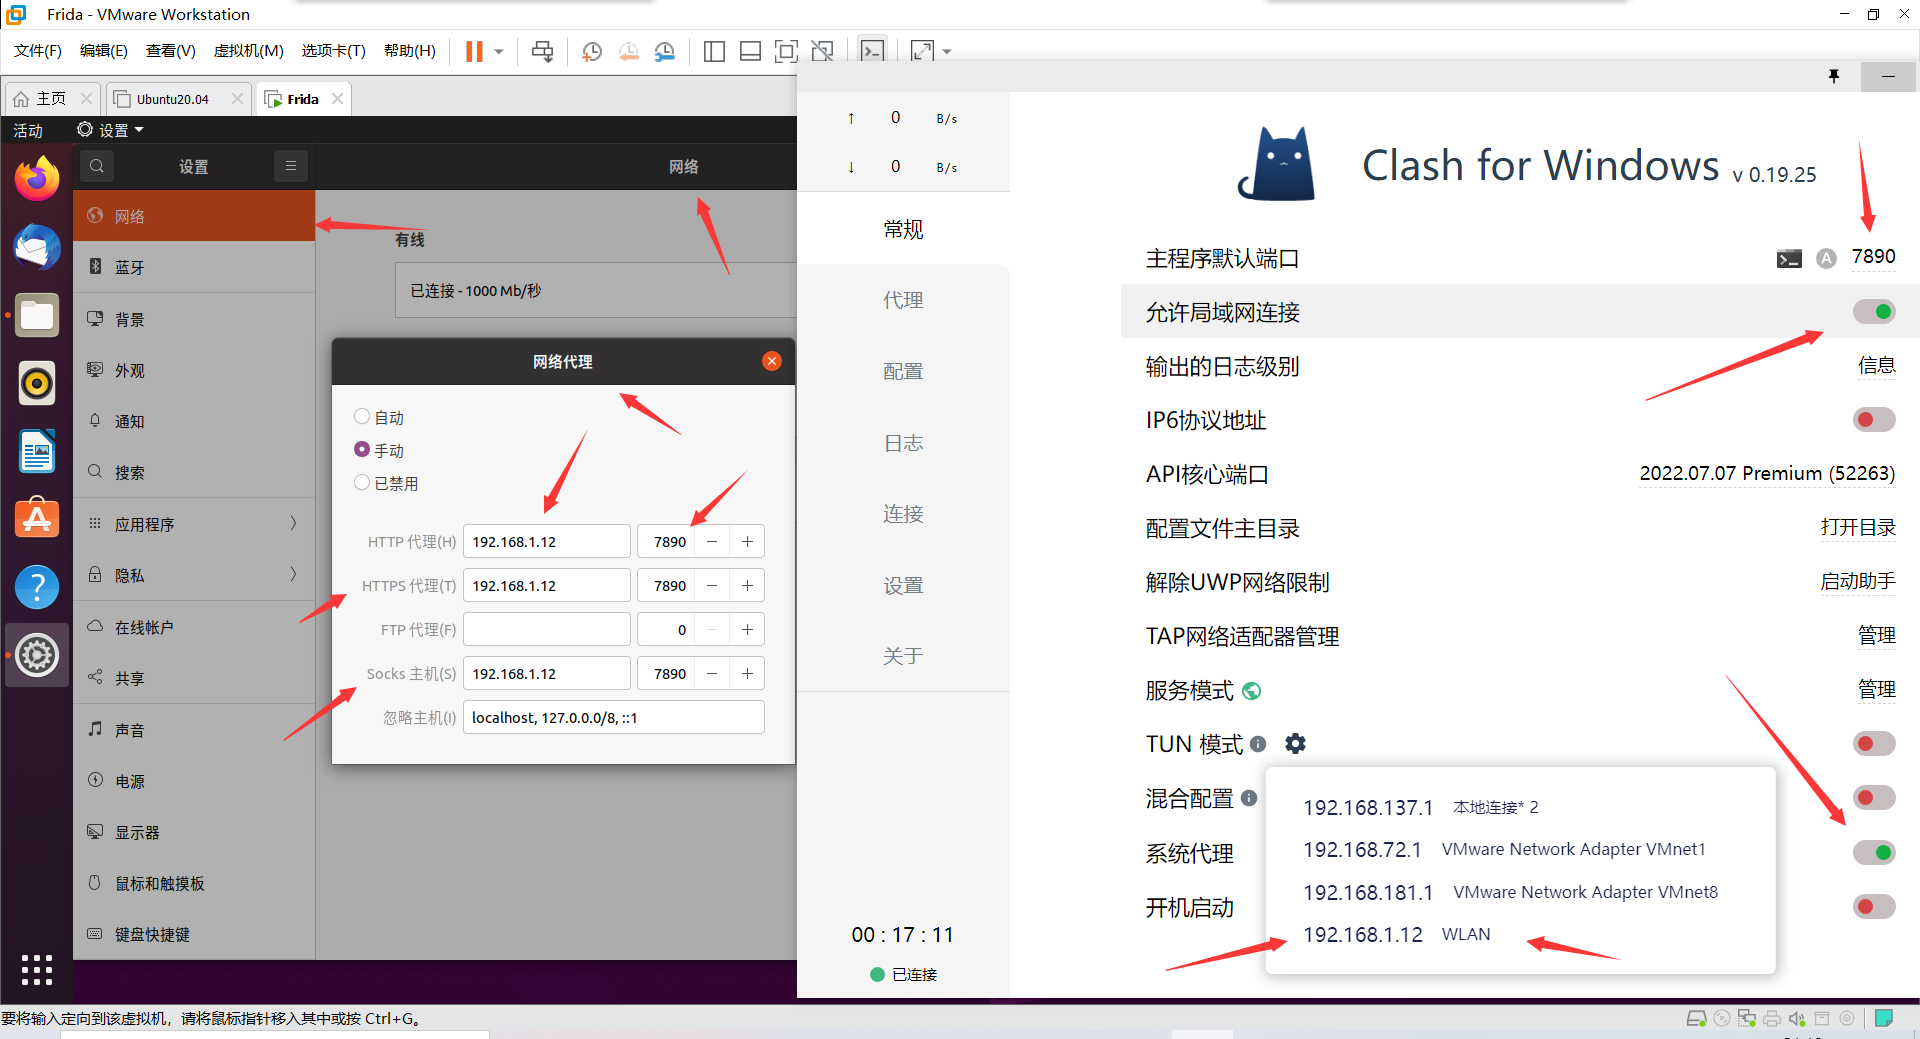 Frida - VMware Workstation
文件(F) 编辑(E) 查看(V) 虚拟机(M) 选项卡(T) 帮助(H)
主页 Ubuntu20.04 Frida
活动 设置
设置 网络
网络
蓝牙
背景
外观
通知
搜索
应用程序
隐私
在线帐户
共享
声音
电源
显示器
鼠标和触摸板
键盘快捷键
有线
已连接 - 1000 Mb/秒
网络代理
自动
手动
已禁用
HTTP 代理(H) 192.168.1.12 7890
HTTPS 代理(T) 192.168.1.12 7890
FTP 代理(F) 0
Socks 主机(S) 192.168.1.12 7890
忽略主机(I) localhost, 127.0.0.0/8, ::1
↑ 0 B/s
↓ 0 B/s
常规
代理
配置
日志
连接
设置
关于
00 : 17 : 11
已连接
Clash for Windows v 0.19.25
主程序默认端口 A 7890
允许局域网连接
输出的日志级别 信息
IP6协议地址
API核心端口 2022.07.07 Premium (52263)
配置文件主目录 打开目录
解除UWP网络限制 启动助手
TAP网络适配器管理 管理
服务模式 管理
TUN 模式
混合配置
系统代理
开机启动
192.168.137.1 本地连接* 2
192.168.72.1 VMware Network Adapter VMnet1
192.168.181.1 VMware Network Adapter VMnet8
192.168.1.12 WLAN
要将输入定向到该虚拟机，请将鼠标指针移入其中或按 Ctrl+G。